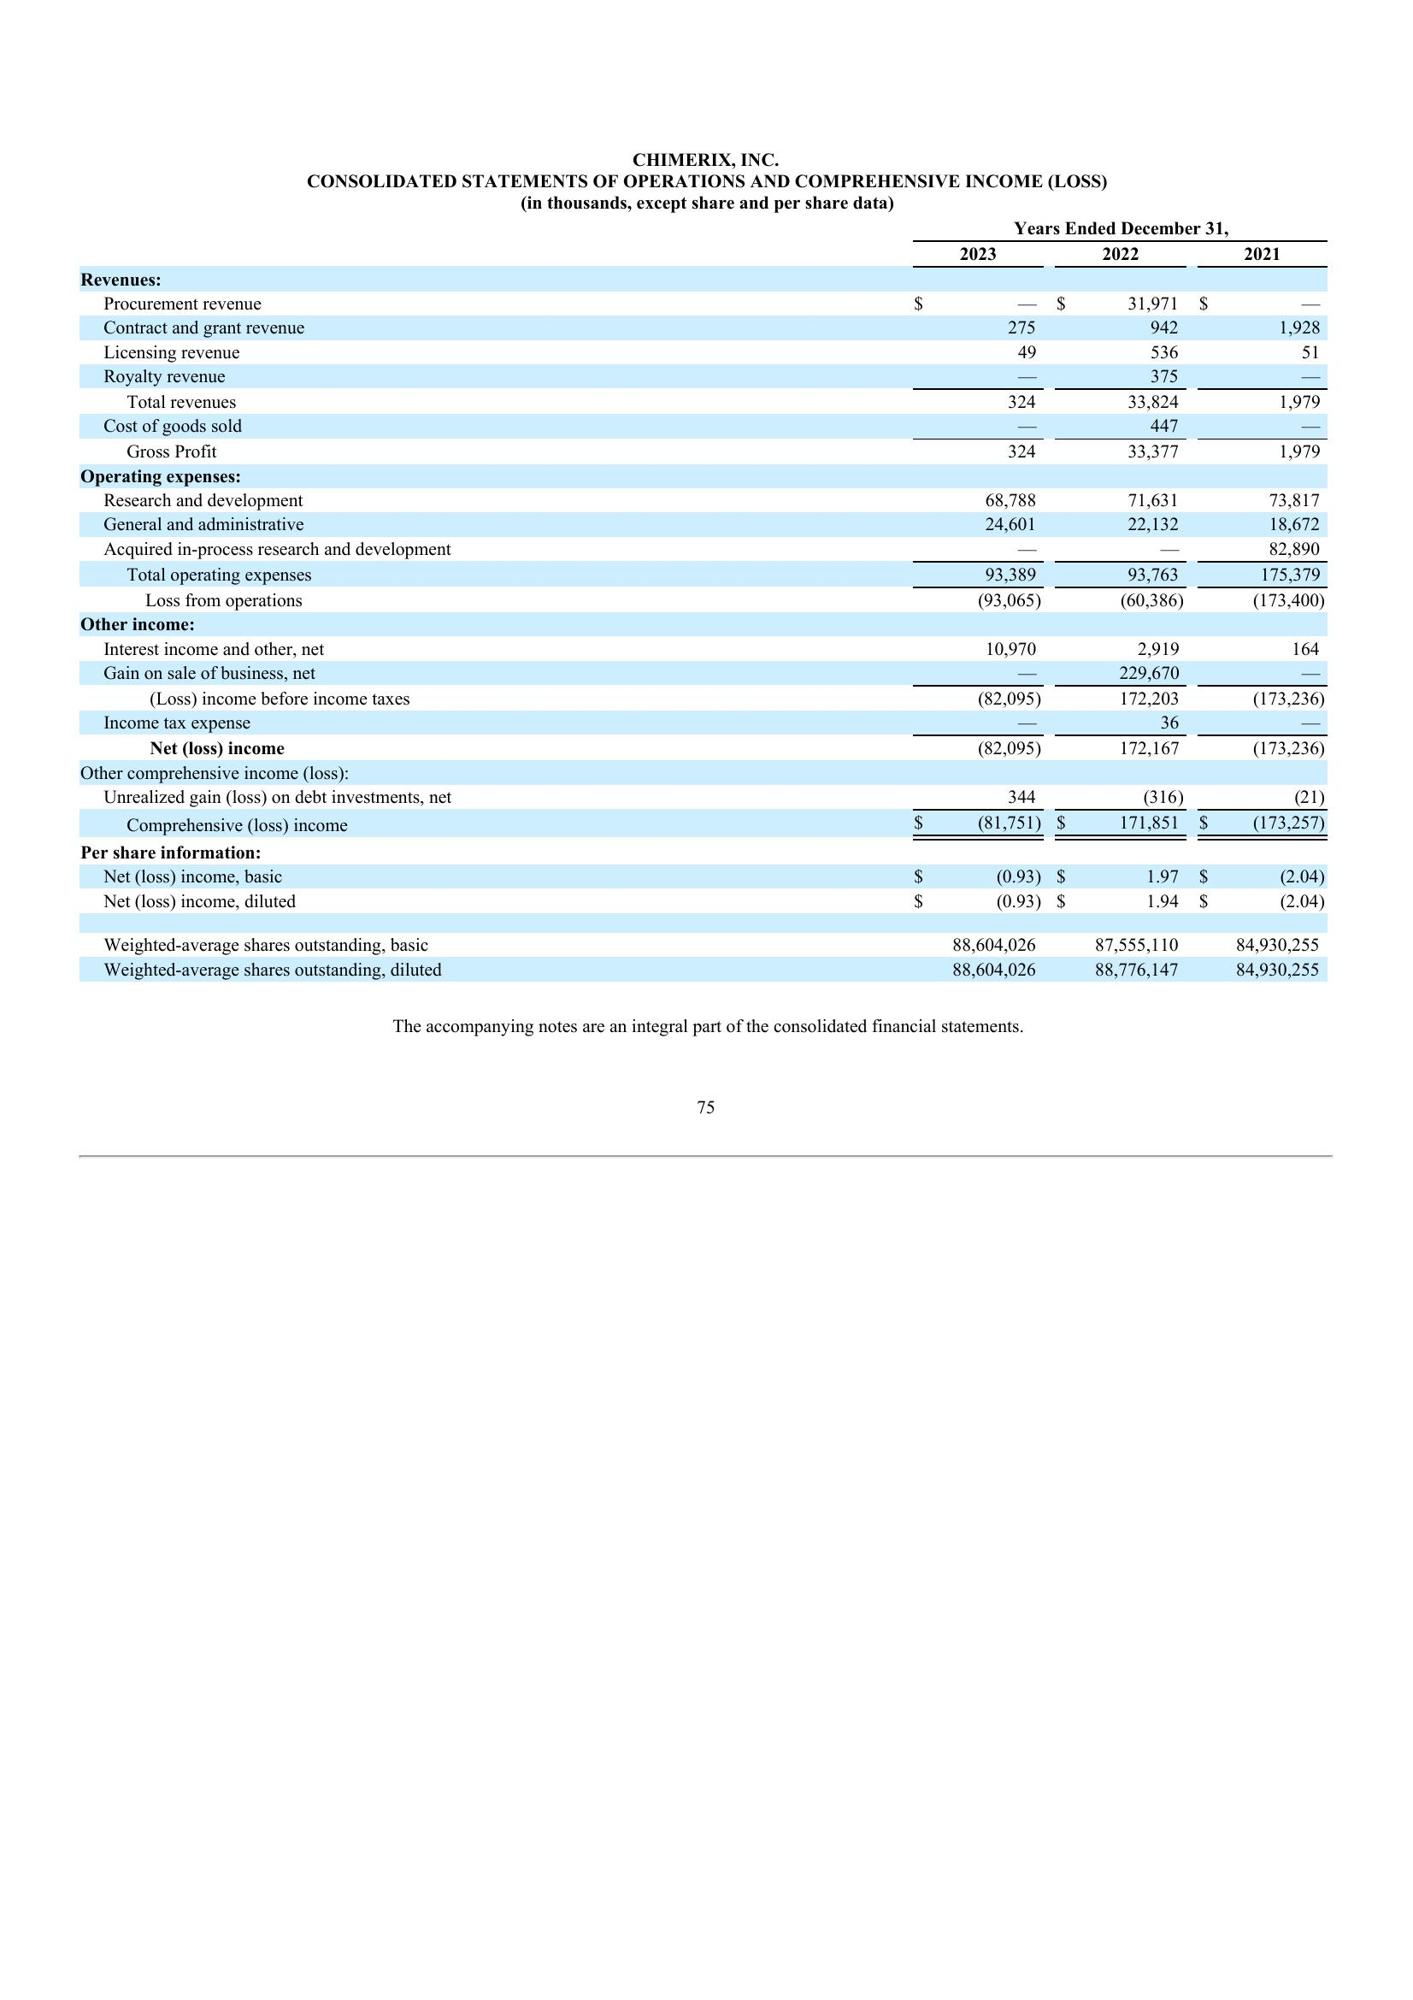 CHIMERIX, INC.
CONSOLIDATED STATEMENTS OF OPERATIONS AND COMPREHENSIVE INCOME (LOSS)
(in thousands, except share and per share data)
Years Ended December 31,
2023 2022 2021
Revenues:
Procurement revenue $ — $ 31,971 $ —
Contract and grant revenue 275 942 1,928
Licensing revenue 49 536 51
Royalty revenue — 375 —
Total revenues 324 33,824 1,979
Cost of goods sold — 447 —
Gross Profit 324 33,377 1,979
Operating expenses:
Research and development 68,788 71,631 73,817
General and administrative 24,601 22,132 18,672
Acquired in-process research and development — — 82,890
Total operating expenses 93,389 93,763 175,379
Loss from operations (93,065) (60,386) (173,400)
Other income:
Interest income and other, net 10,970 2,919 164
Gain on sale of business, net — 229,670 —
(Loss) income before income taxes (82,095) 172,203 (173,236)
Income tax expense — 36 —
Net (loss) income (82,095) 172,167 (173,236)
Other comprehensive income (loss):
Unrealized gain (loss) on debt investments, net 344 (316) (21)
Comprehensive (loss) income $ (81,751) $ 171,851 $ (173,257)
Per share information:
Net (loss) income, basic $ (0.93) $ 1.97 $ (2.04)
Net (loss) income, diluted $ (0.93) $ 1.94 $ (2.04)
Weighted-average shares outstanding, basic 88,604,026 87,555,110 84,930,255
Weighted-average shares outstanding, diluted 88,604,026 88,776,147 84,930,255
The accompanying notes are an integral part of the consolidated financial statements.
75